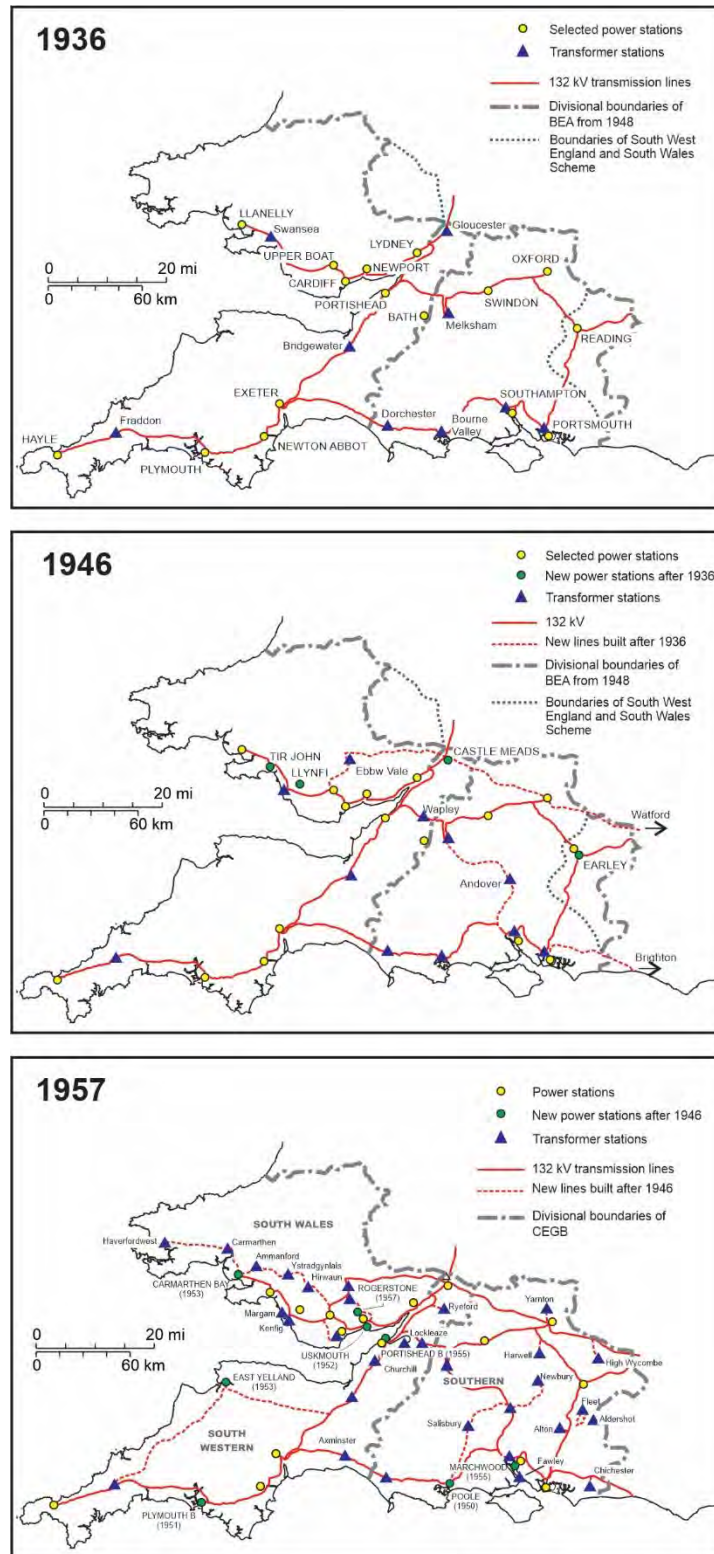 1936
Selected power stations
Transformer stations
132 kV transmission lines
Divisional boundaries of
BEA from 1948
Boundaries of South West
England and South Wales
Scheme
LLANELLY
Swansea
Gloucester
LYDNEY
UPPER BOAT
NEWPORT
OXFORD
0 20 mi
CARDIFF
0 60 km
PORTISHEAD
SWINDON
BATH
Melksham
READING
Bridgewater
EXETER
SOUTHAMPTON
Fraddon
Dorchester
Bourne
Valley
PORTSMOUTH
HAYLE
NEWTON ABBOT
PLYMOUTH
1946
Selected power stations
New power stations after 1936
Transformer stations
132 kV
New lines built after 1936
Divisional boundaries of
BEA from 1948
Boundaries of South West
England and South Wales
Scheme
TIR JOHN
CASTLE MEADS
LLYNFI
Ebbw Vale
0 20 mi
0 60 km
Wapley
Watford
EARLEY
Andover
Brighton
1957
Power stations
New power stations after 1946
Transformer stations
132 kV transmission lines
New lines built after 1946
Divisional boundaries of
CEGB
SOUTH WALES
Haverfordwest
Carmarthen
Ammanford
Ystradgynlais
Hirwaun
CARMARTHEN BAY
(1953)
ROGERSTONE
(1957)
Ryeford
Yarnton
Margam
Kenfig
0 20 mi
0 60 km
USKMOUTH
(1952)
Lockleaze
PORTISHEAD B (1955)
Churchill
Harwell
High Wycombe
EAST YELLAND
(1953)
SOUTHERN
Newbury
SOUTH
WESTERN
Salisbury
Fleet
Aldershot
Alton
Axminster
MARCHWOOD
(1955)
Fawley
Chichester
POOLE
(1950)
PLYMOUTH B
(1951)